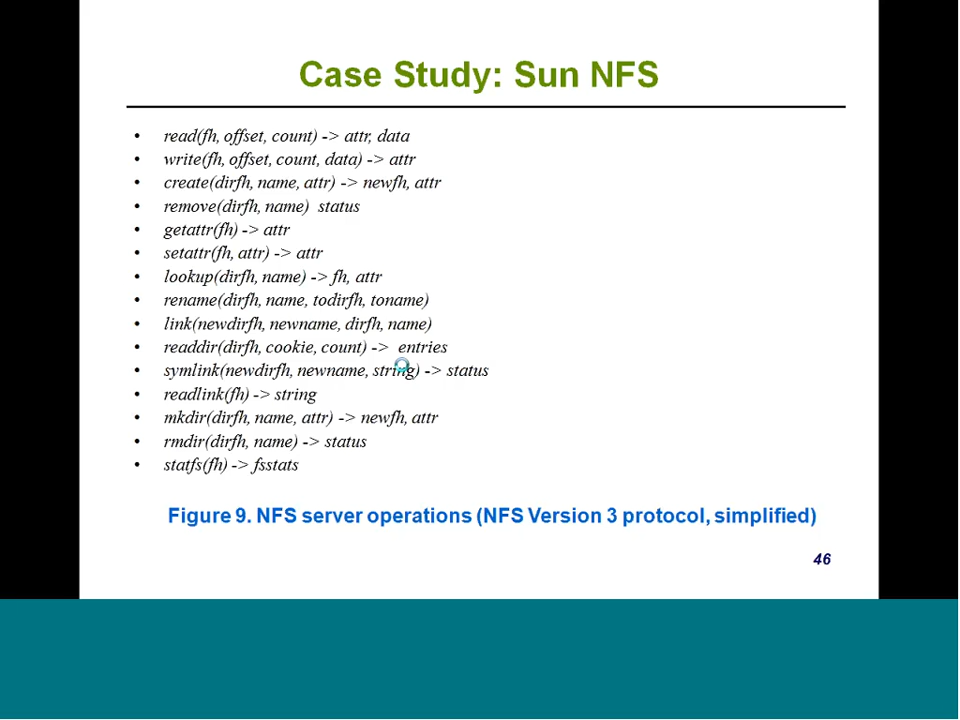 Case Study: Sun NFS
• read(fh, offset, count) -> attr, data
• write(fh, offset, count, data) -> attr
• create(dirfh, name, attr) -> newfh, attr
• remove(dirfh, name) status
• getattr(fh) -> attr
• setattr(fh, attr) -> attr
• lookup(dirfh, name) -> fh, attr
• rename(dirfh, name, todirfh, toname)
• link(newdirfh, newname, dirfh, name)
• readdir(dirfh, cookie, count) -> entries
• symlink(newdirfh, newname, string) -> status
• readlink(fh) -> string
• mkdir(dirfh, name, attr) -> newfh, attr
• rmdir(dirfh, name) -> status
• statfs(fh) -> fsstats
Figure 9. NFS server operations (NFS Version 3 protocol, simplified)
46